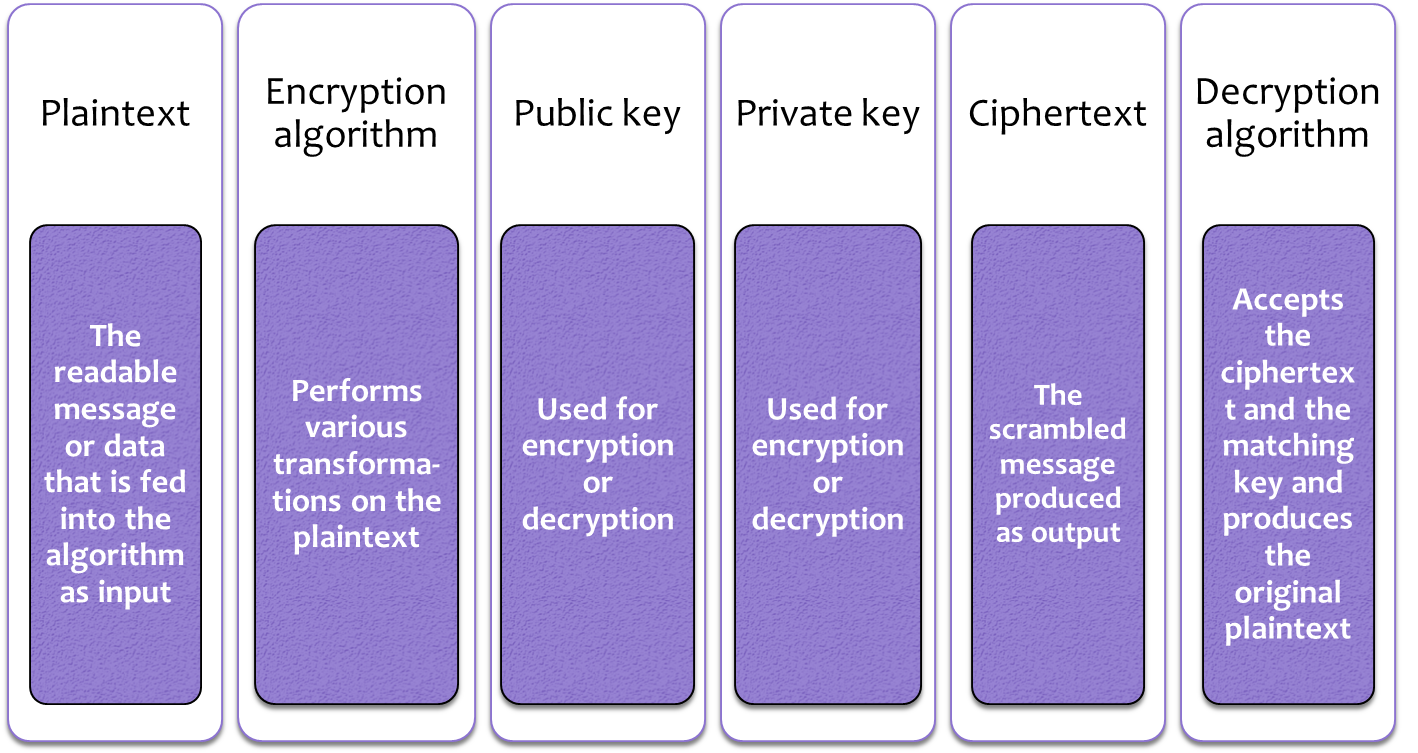 Plaintext
The
readable
message
or data
that is fed
into the
algorithm
as input
Encryption
algorithm
Performs
various
transforma-
tions on the
plaintext
Public key
Used for
encryption
or
decryption
Private key
Used for
encryption
or
decryption
Ciphertext
The
scrambled
message
produced
as output
Decryption
algorithm
Accepts
the
ciphertex
t and the
matching
key and
produces
the
original
plaintext